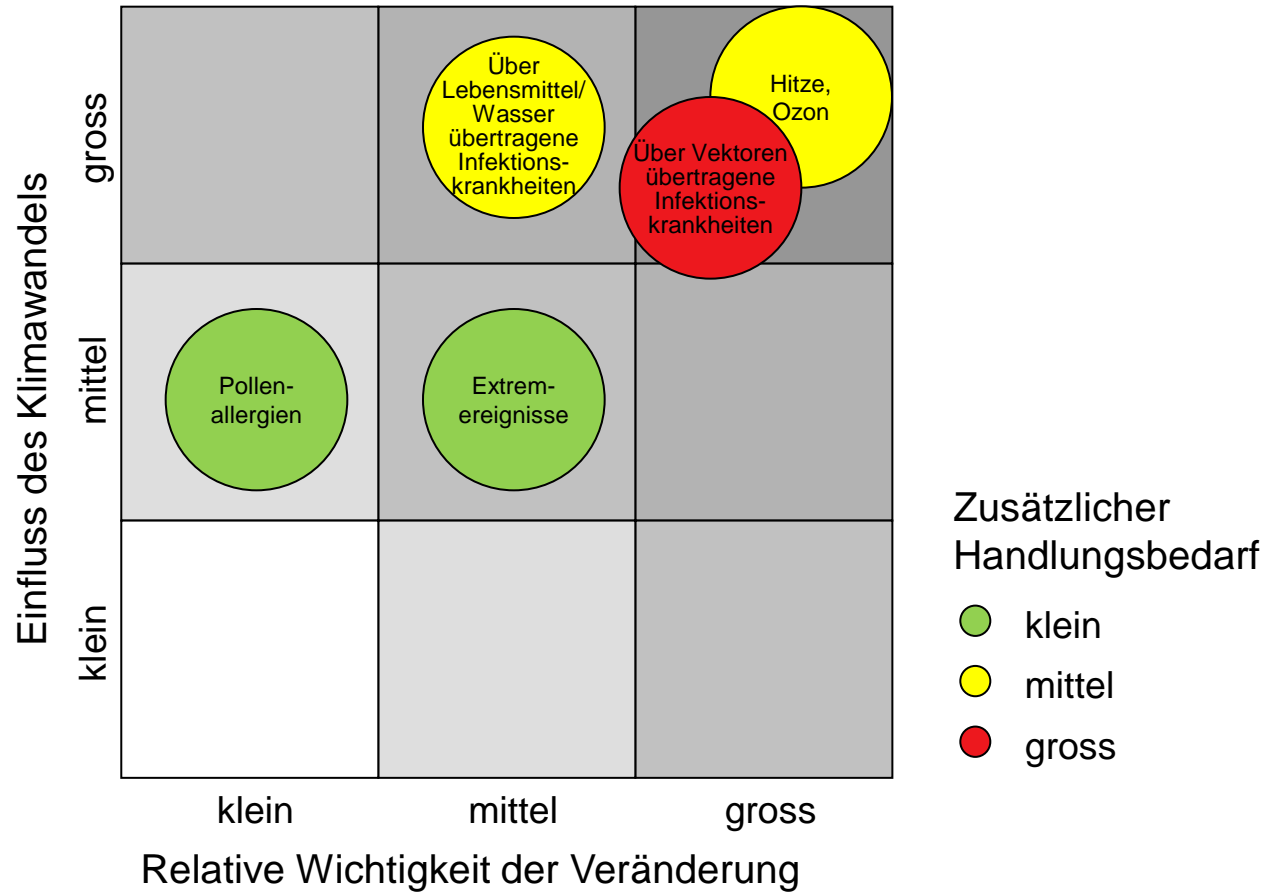 Einfluss des Klimawandels
gross
mittel
klein
Über
Lebensmittel/
Wasser
übertragene
Infektions-
krankheiten
Hitze,
Ozon
Über Vektoren
übertragene
Infektions-
krankheiten
Pollen-
allergien
Extrem-
ereignisse
klein
mittel
gross
Relative Wichtigkeit der Veränderung
Zusätzlicher
Handlungsbedarf
klein
mittel
gross